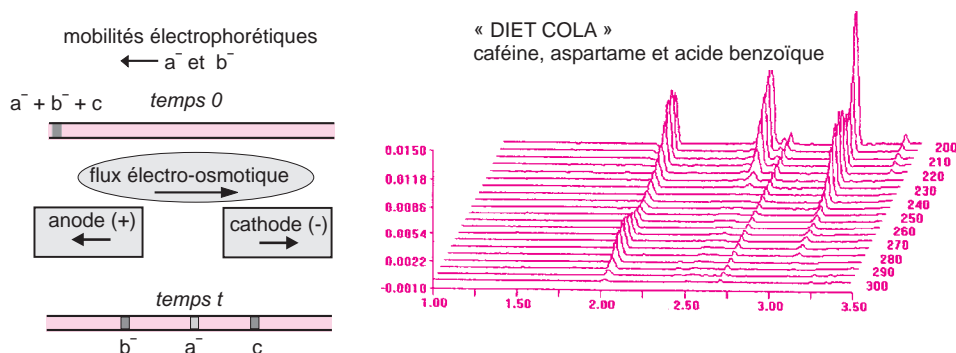 mobilités électrophorétiques
a⁻ et b⁻
a⁻ + b⁻ + c
temps 0
flux électro-osmotique
anode (+)
cathode (-)
temps t
b⁻
a⁻
c
« DIET COLA »
caféine, aspartame et acide benzoïque
0.0150
0.0118
0.0086
0.0054
0.0022
-0.0010
1.00
2.00
2.50
3.00
3.50
200
210
220
230
240
250
260
270
280
290
300